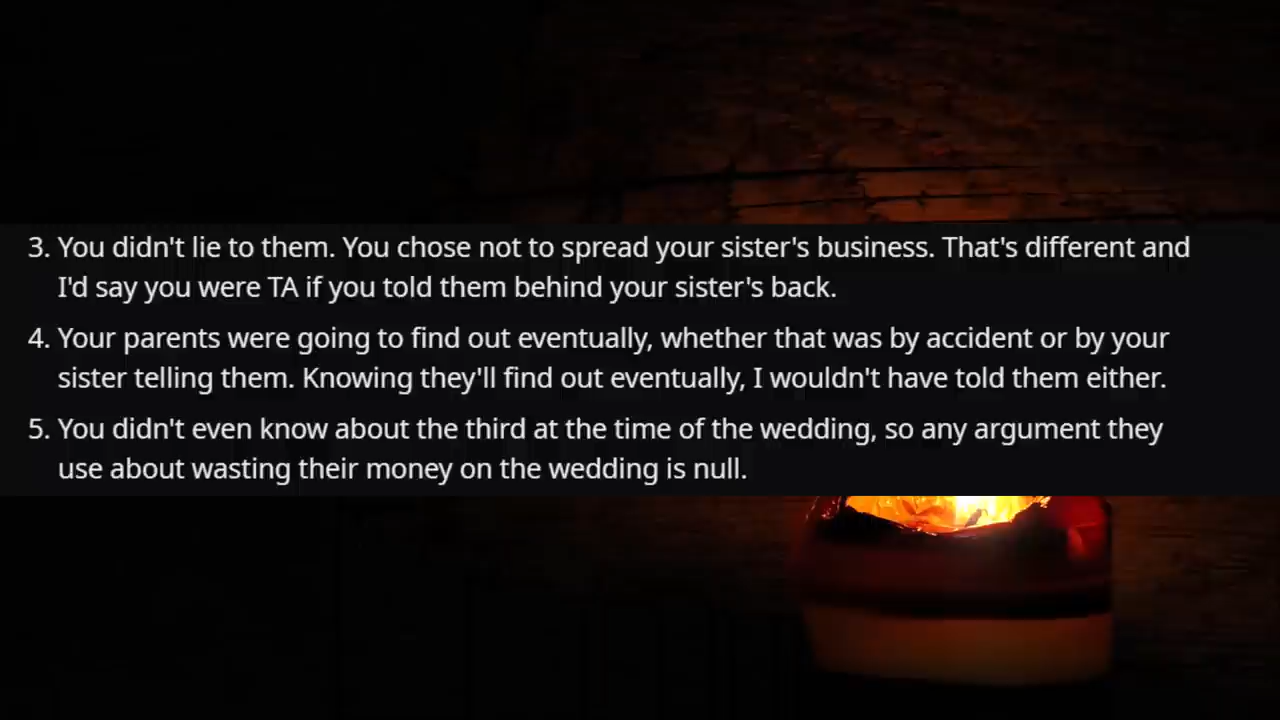 3. You didn't lie to them. You chose not to spread your sister's business. That's different and
I'd say you were TA if you told them behind your sister's back.
4. Your parents were going to find out eventually, whether that was by accident or by your
sister telling them. Knowing they'll find out eventually, I wouldn't have told them either.
5. You didn't even know about the third at the time of the wedding, so any argument they
use about wasting their money on the wedding is null.